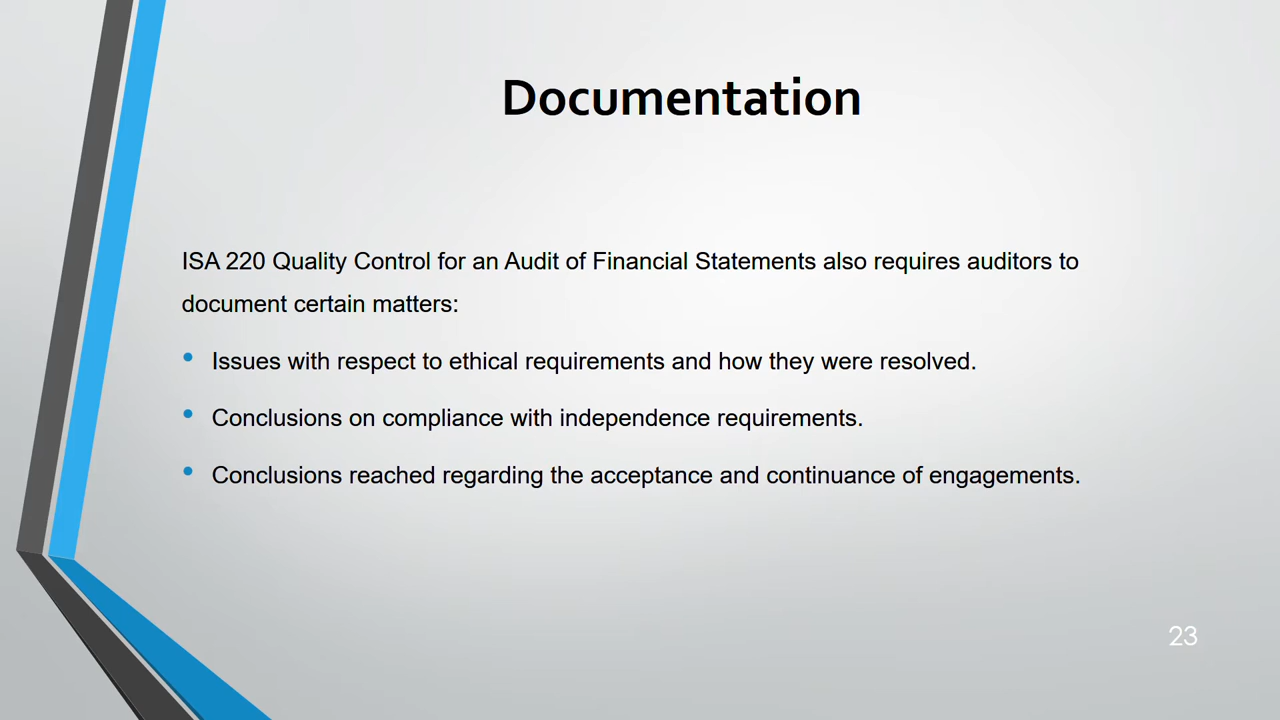 Documentation
ISA 220 Quality Control for an Audit of Financial Statements also requires auditors to
document certain matters:
• Issues with respect to ethical requirements and how they were resolved.
• Conclusions on compliance with independence requirements.
• Conclusions reached regarding the acceptance and continuance of engagements.
23